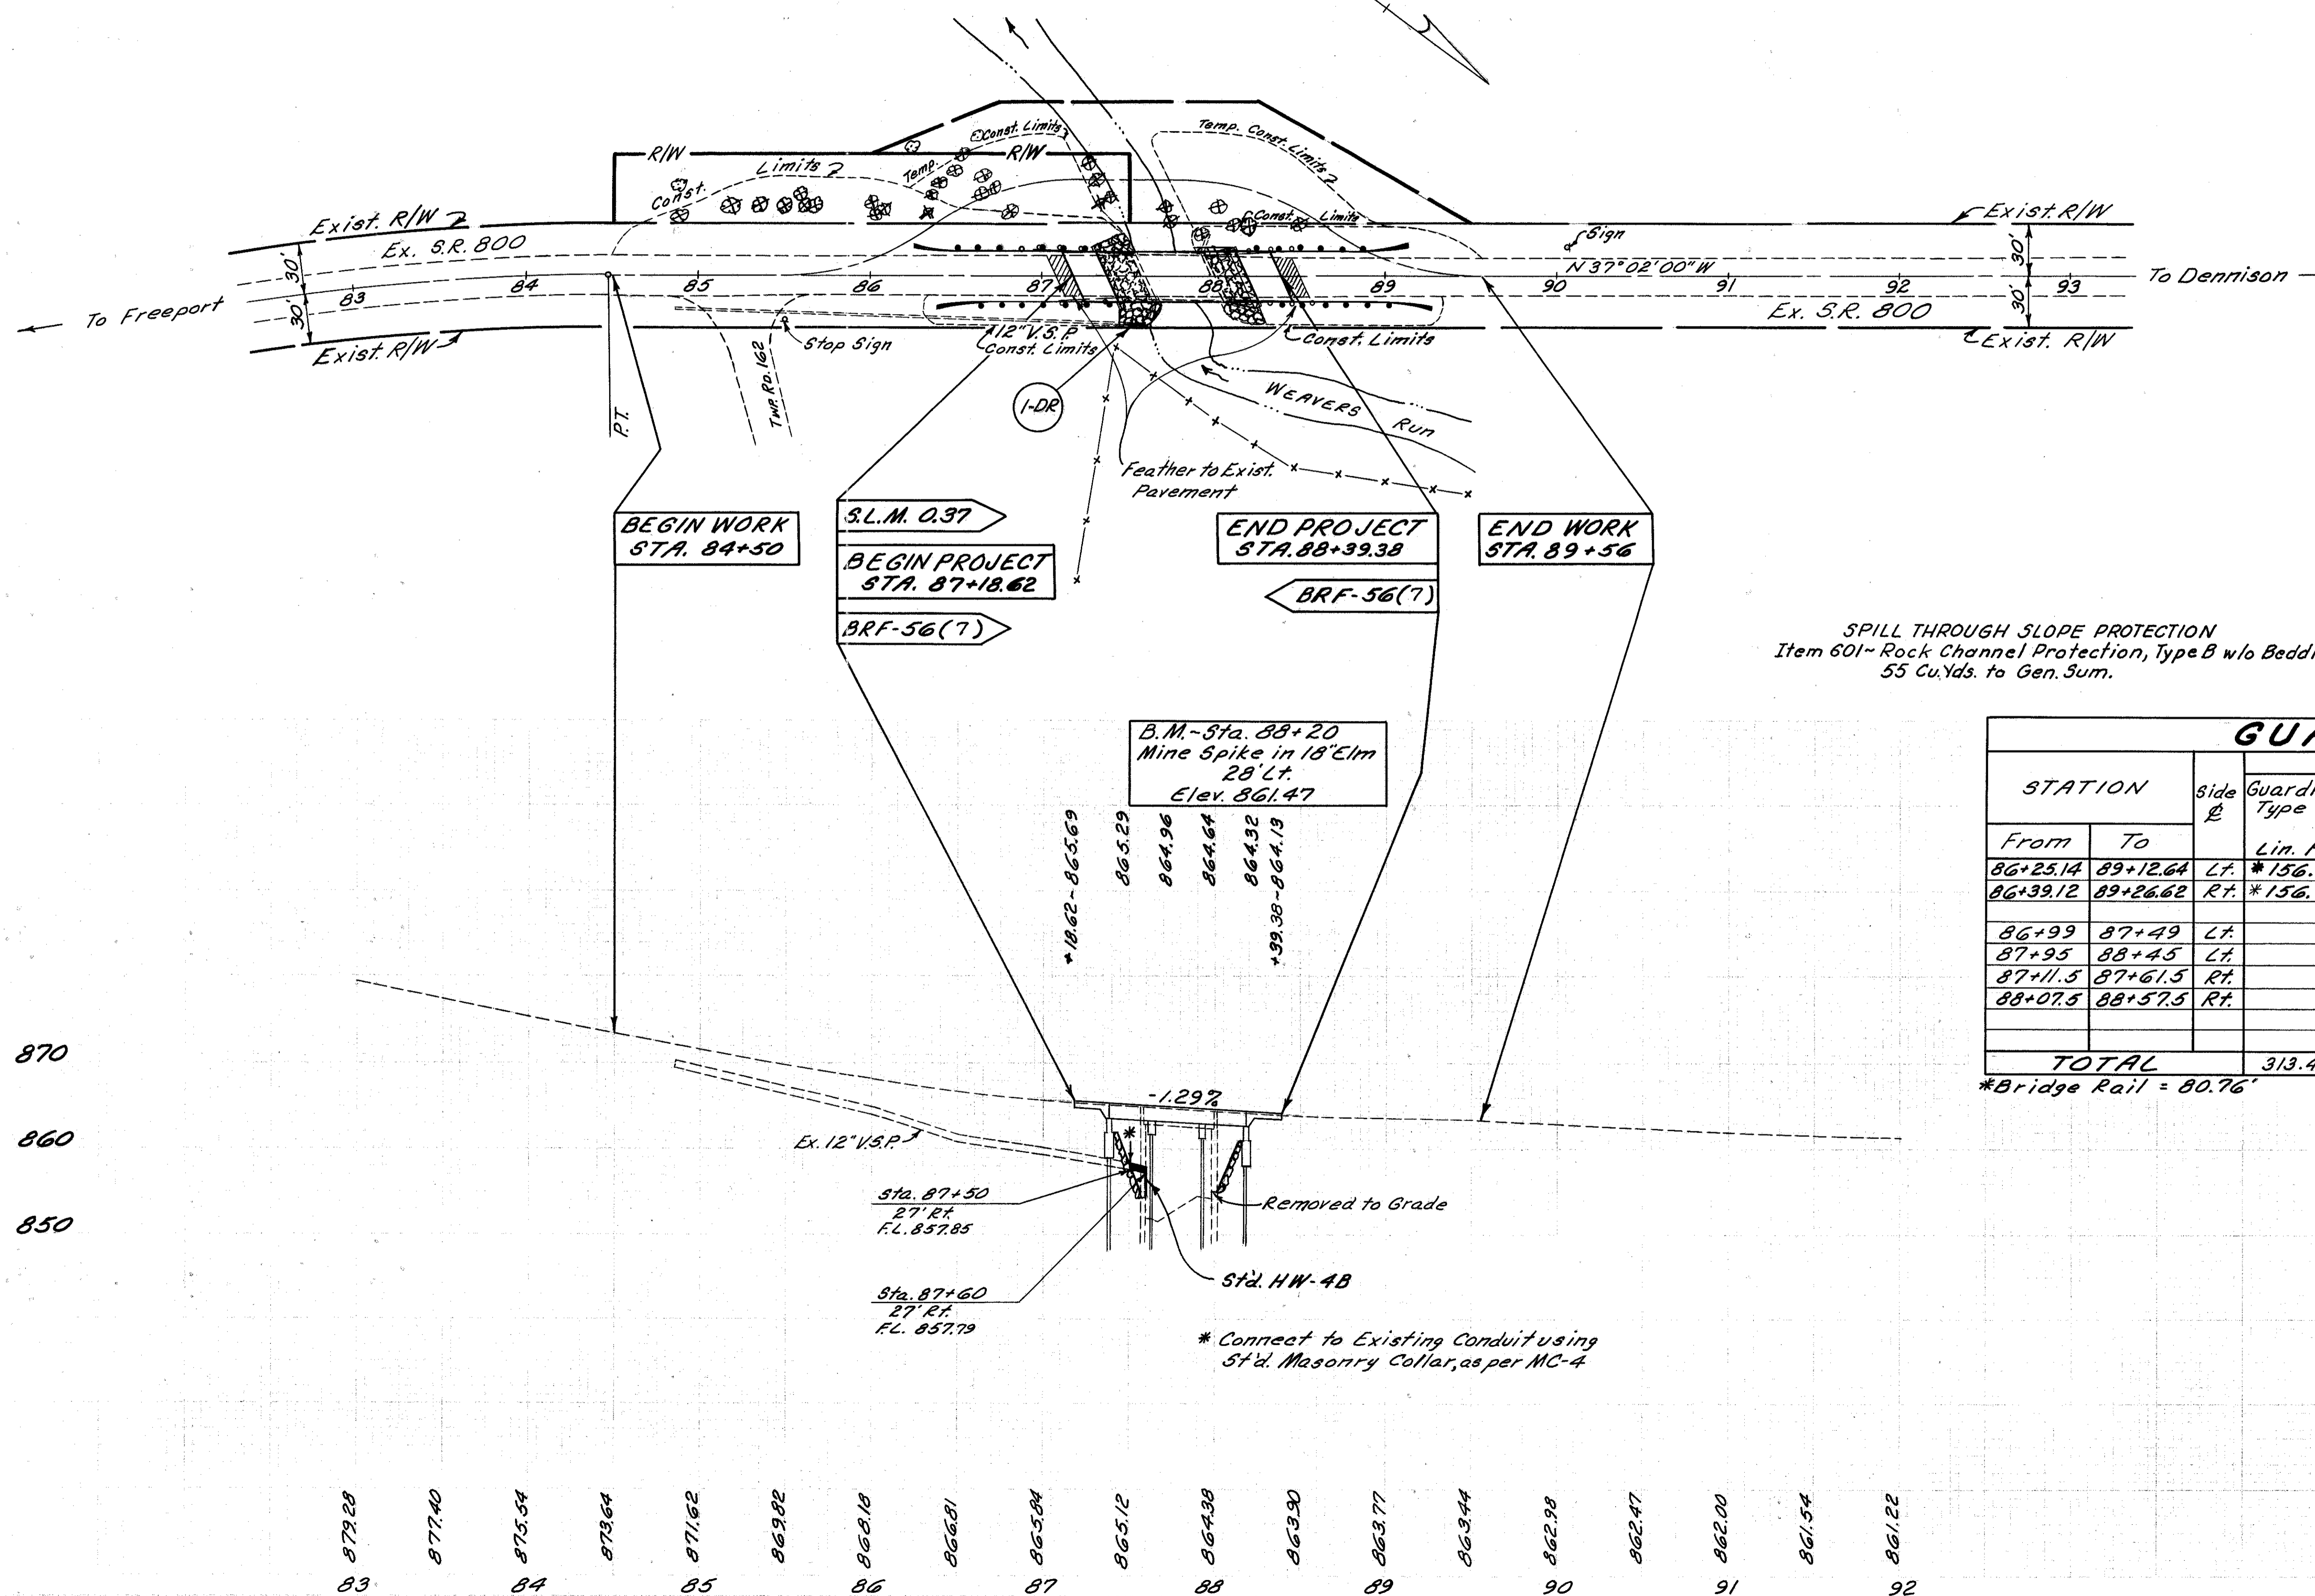 Const. Limits
Temp. Const. Limits
R/W
Limits
Temp.
R/W
Const.
Const. Limits
Exist. R/W
Exist. R/W
Ex. S.R. 800
Sign
30'
30'
N 37°02'00" W
83
84
85
86
87
88
89
90
91
92
93
To Dennison
To Freeport
30'
30'
Ex. S.R. 800
Exist. R/W
Stop Sign
12" V.S.P.
Const. Limits
Const. Limits
Exist. R/W
P.T.
Twp. Rd. 162
1-DR
WEAVERS Run
Feather to Exist.
Pavement
BEGIN WORK
STA. 84+50
S.L.M. 0.37
BEGIN PROJECT
STA. 87+18.62
BRF-56(7)
END PROJECT
STA. 88+39.38
BRF-56(7)
END WORK
STA. 89+56
SPILL THROUGH SLOPE PROTECTION
Item 601~ Rock Channel Protection, Type B w/o Beddi
55 Cu.Yds. to Gen. Sum.
B.M.~Sta. 88+20
Mine Spike in 18" Elm
28' Lt.
Elev. 861.47
+18.62~865.69
865.29
864.96
864.64
864.32
+39.38~864.13
STATION
Side ℄
Type
From
To
Lin.
86+25.14 89+12.64 Lt. *156.
86+39.12 89+26.62 Rt. *156.
86+99 87+49 Lt.
87+95 88+45 Lt.
87+11.5 87+61.5 Rt.
88+07.5 88+57.5 Rt.
TOTAL 313.4
*Bridge Rail = 80.76'
870
860
850
-1.29%
Ex. 12" V.S.P.
*
Sta. 87+50
27' Rt.
F.L. 857.85
Removed to Grade
Sta. 87+60
27' Rt.
F.L. 857.79
Std. HW-4B
* Connect to Existing Conduit using
Std. Masonry Collar, as per MC-4
879.28
877.40
875.54
873.64
871.62
869.82
868.18
866.81
865.84
865.12
864.38
863.90
863.77
863.44
862.98
862.47
862.00
861.54
861.22
83
84
85
86
87
88
89
90
91
92